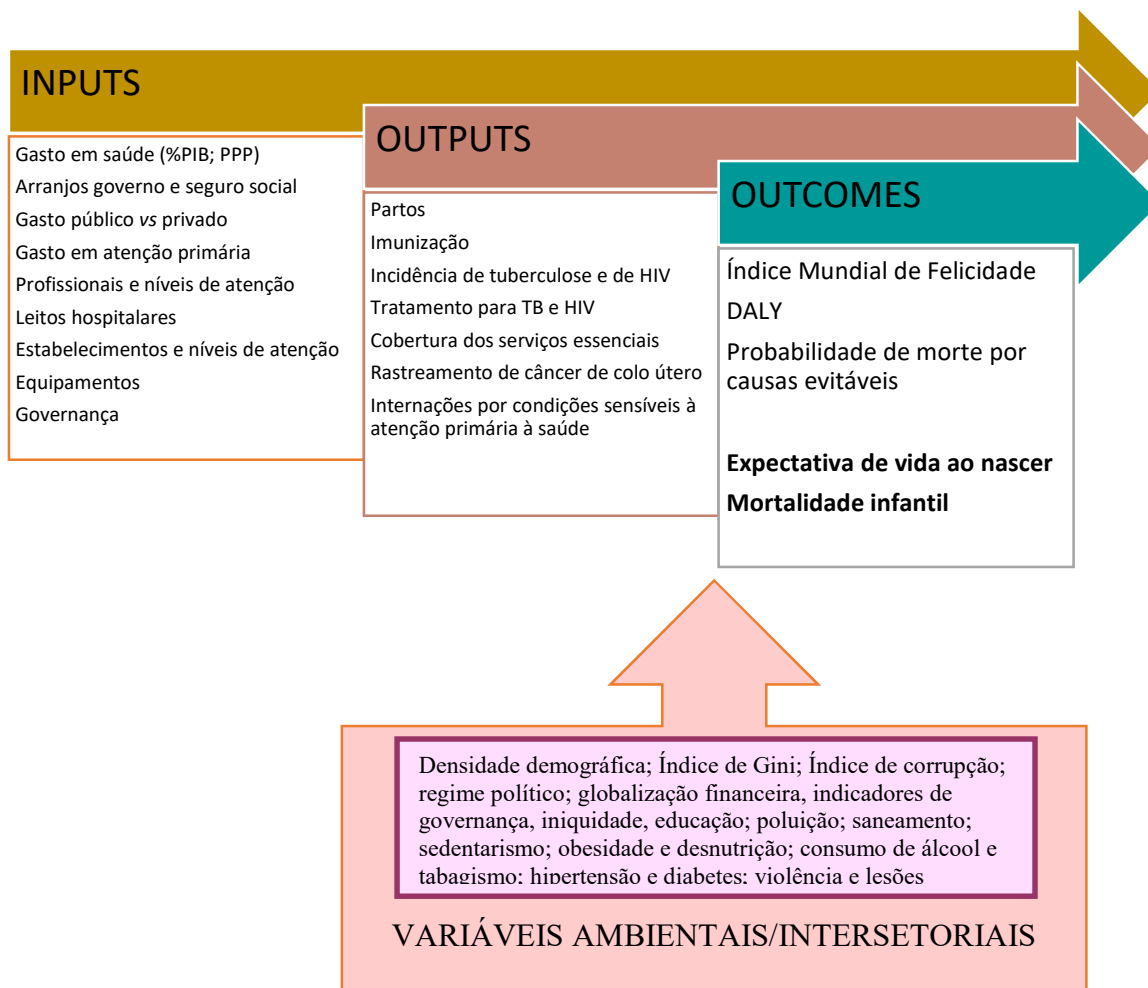 INPUTS
Gasto em saúde (%PIB; PPP)
Arranjos governo e seguro social
Gasto público vs privado
Gasto em atenção primária
Profissionais e níveis de atenção
Leitos hospitalares
Estabelecimentos e níveis de atenção
Equipamentos
Governança
OUTPUTS
Partos
Imunização
Incidência de tuberculose e de HIV
Tratamento para TB e HIV
Cobertura dos serviços essenciais
Rastreamento de câncer de colo útero
Internações por condições sensíveis à
atenção primária à saúde
OUTCOMES
Índice Mundial de Felicidade
DALY
Probabilidade de morte por
causas evitáveis
Expectativa de vida ao nascer
Mortalidade infantil
Densidade demográfica; Índice de Gini; Índice de corrupção;
regime político; globalização financeira, indicadores de
governança, iniquidade, educação; poluição; saneamento;
sedentarismo; obesidade e desnutrição; consumo de álcool e
tabagismo; hipertensão e diabetes; violência e lesões
VARIÁVEIS AMBIENTAIS/INTERSETORIAIS